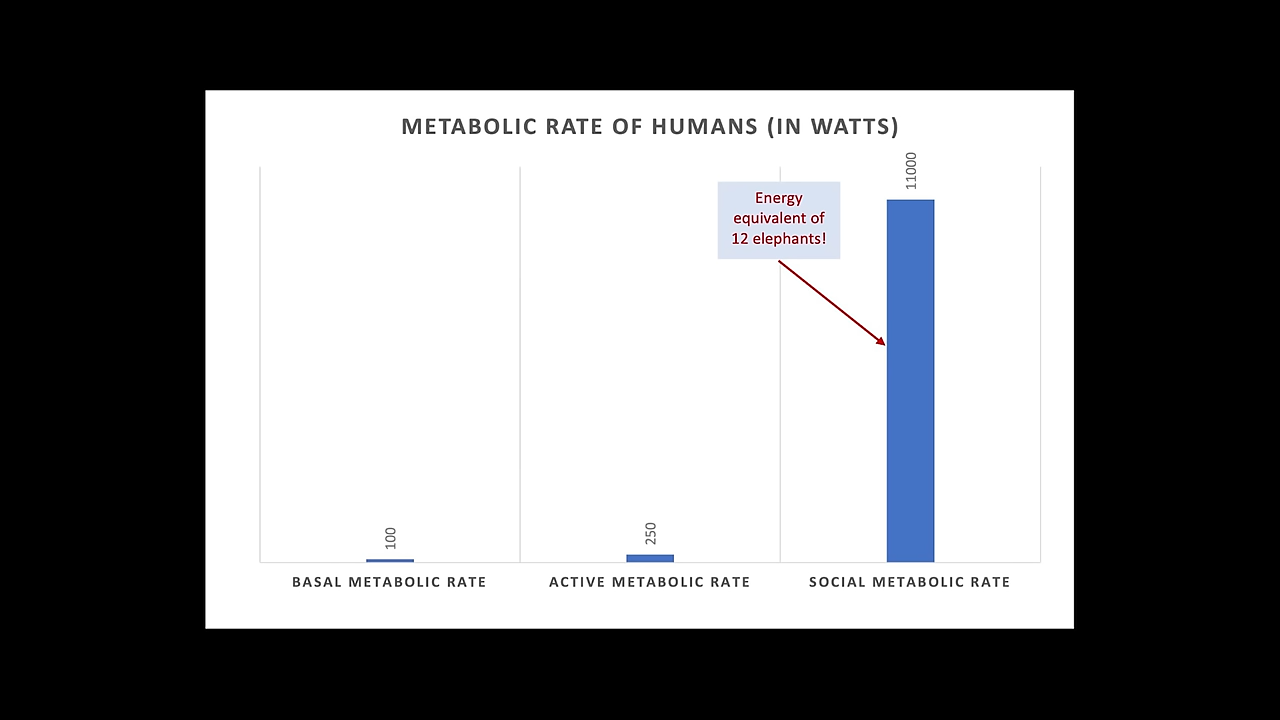 METABOLIC RATE OF HUMANS (IN WATTS)
11000
Energy
equivalent of
12 elephants!
100
250
BASAL METABOLIC RATE
ACTIVE METABOLIC RATE
SOCIAL METABOLIC RATE